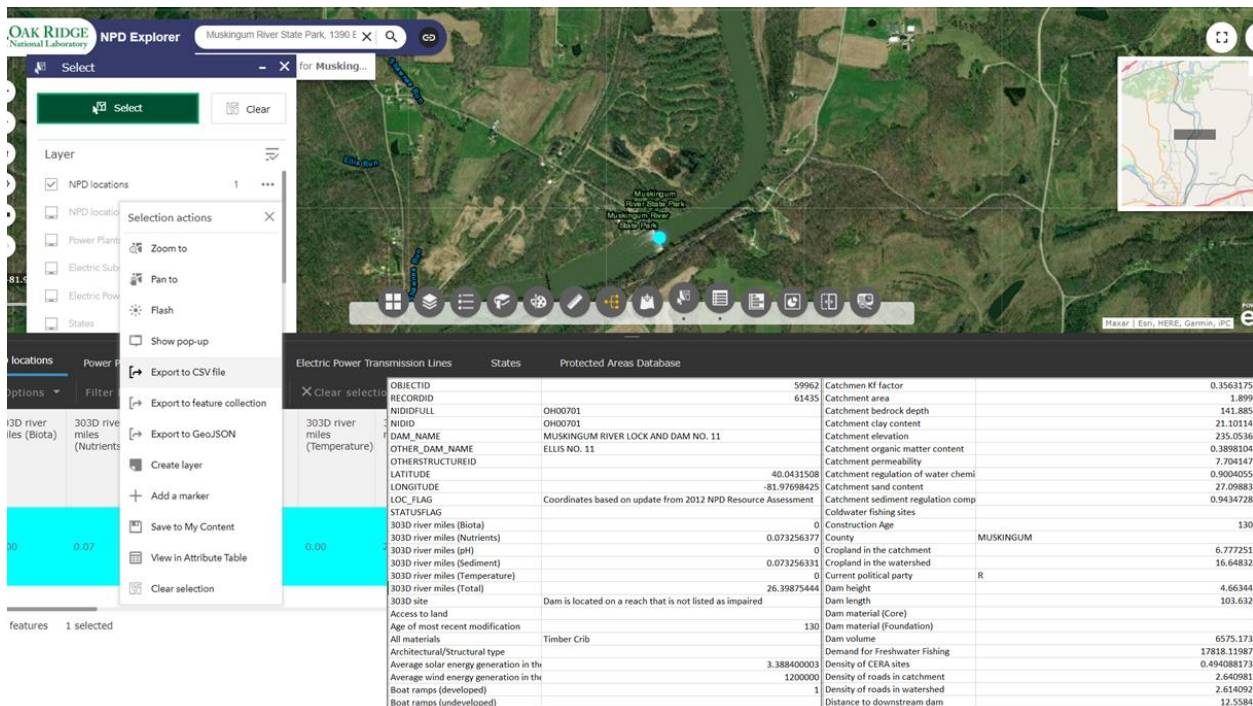 OAK RIDGE
National Laboratory
NPD Explorer
Muskingum River State Park, 1390 E
for Musking...
Select
Select
Clear
Layer
NPD locations 1
NPD locatio
Power Plants
Electric Sub
Electric Pow
States
Selection actions
Zoom to
Pan to
Flash
Show pop-up
Export to CSV file
Export to feature collection
Export to GeoJSON
Create layer
Add a marker
Save to My Content
View in Attribute Table
Clear selection
Ellis Run
Muskingum
River State Park
Muskingum River
State Park
-81.9
Maxar | Esri, HERE, Garmin, iPC
locations
Power P
Electric Power Transmission Lines
States
Protected Areas Database
ptions
Filter
Clear selectio
303D river
miles (Biota)
303D rive
miles
(Nutrients
303D river
miles
(Temperature)
00
0.07
0.00
features 1 selected
OBJECTID 59962
RECORDID 61435
NIDIDFULL OH00701
NIDID OH00701
DAM_NAME MUSKINGUM RIVER LOCK AND DAM NO. 11
OTHER_DAM_NAME ELLIS NO. 11
OTHERSTRUCTUREID
LATITUDE 40.0431508
LONGITUDE -81.97698425
LOC_FLAG Coordinates based on update from 2012 NPD Resource Assessment
STATUSFLAG
303D river miles (Biota) 0
303D river miles (Nutrients) 0.073256377
303D river miles (pH) 0
303D river miles (Sediment) 0.073256331
303D river miles (Temperature) 0
303D river miles (Total) 26.39875444
303D site Dam is located on a reach that is not listed as impaired
Access to land
Age of most recent modification 130
All materials Timber Crib
Architectural/Structural type
Average solar energy generation in the 3.388400003
Average wind energy generation in the 1200000
Boat ramps (developed) 1
Boat ramps (undeveloped)
Catchmen Kf factor 0.3563175
Catchment area 1.899
Catchment bedrock depth 141.885
Catchment clay content 21.10114
Catchment elevation 235.0536
Catchment organic matter content 0.3898104
Catchment permeability 7.704147
Catchment regulation of water chemi 0.9004055
Catchment sand content 27.09883
Catchment sediment regulation comp 0.9434728
Coldwater fishing sites
Construction Age 130
County MUSKINGUM
Cropland in the catchment 6.777251
Cropland in the watershed 16.64832
Current political party R
Dam height 4.66344
Dam length 103.632
Dam material (Core)
Dam material (Foundation)
Dam volume 6575.173
Demand for Freshwater Fishing 17818.11987
Density of CERA sites 0.494088173
Density of roads in catchment 2.640981
Density of roads in watershed 2.614092
Distance to downstream dam 12.5584